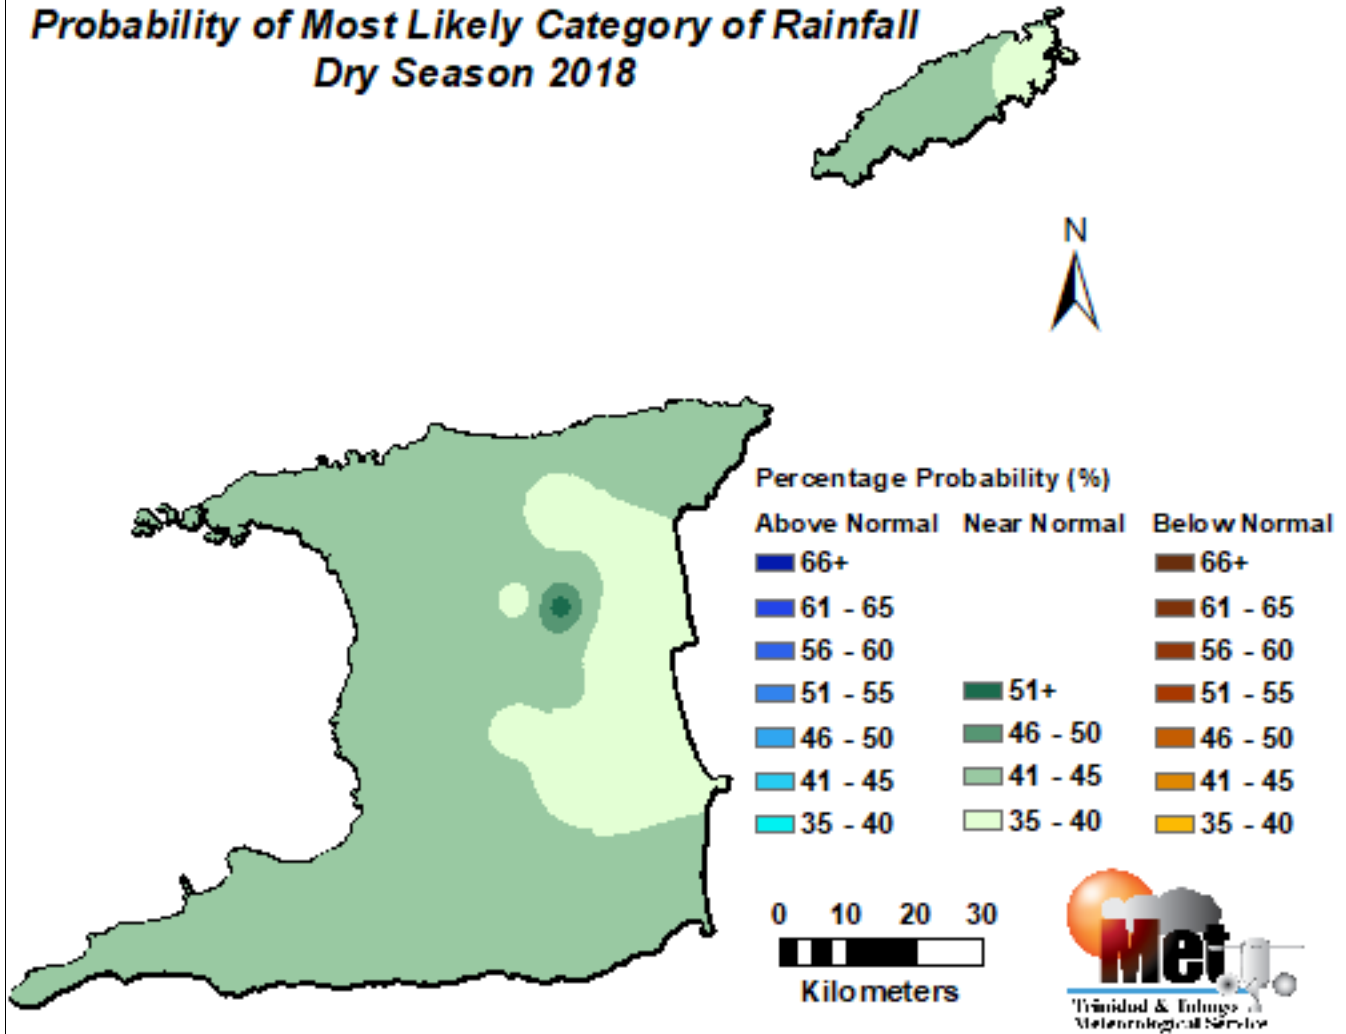 Probability of Most Likely Category of Rainfall
Dry Season 2018
N
Percentage Probability (%)
Above Normal Near Normal Below Normal
66+ 66+
61 - 65 61 - 65
56 - 60 56 - 60
51 - 55 51+ 51 - 55
46 - 50 46 - 50 46 - 50
41 - 45 41 - 45 41 - 45
35 - 40 35 - 40 35 - 40
0 10 20 30
Kilometers
Met
Trinidad & Tobago
Meteorological Service